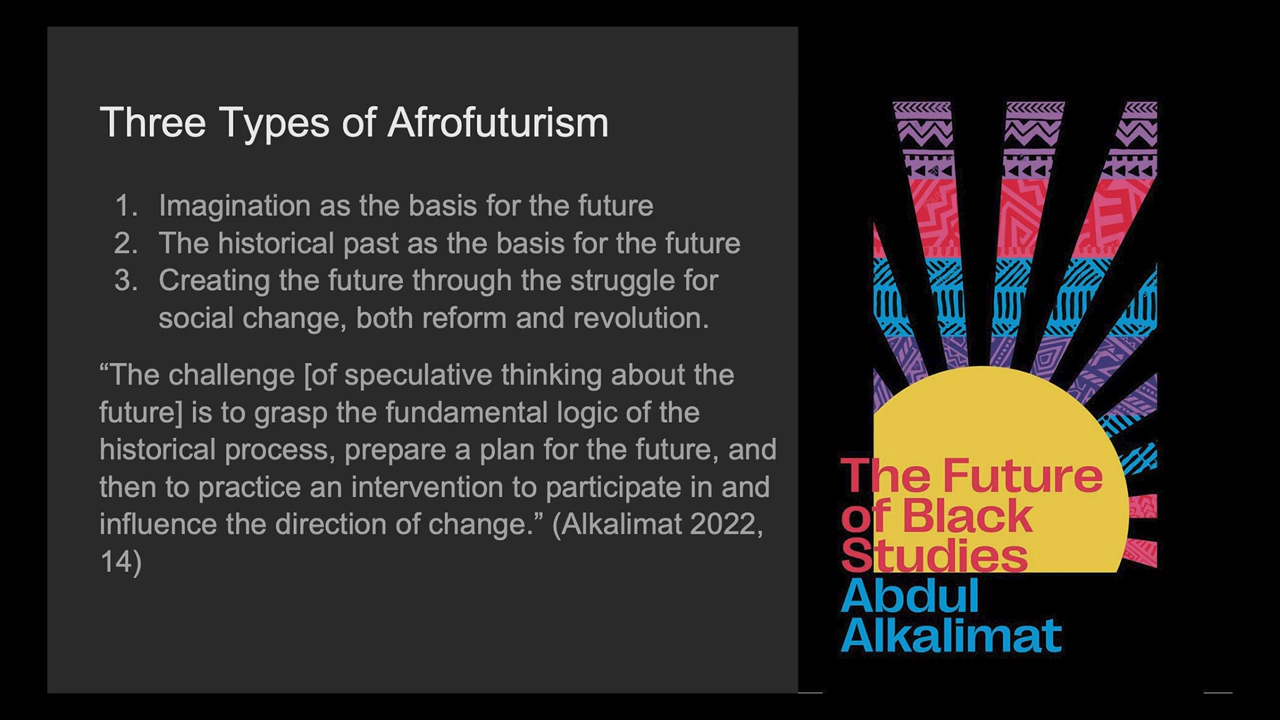 Three Types of Afrofuturism
1. Imagination as the basis for the future
2. The historical past as the basis for the future
3. Creating the future through the struggle for
social change, both reform and revolution.
“The challenge [of speculative thinking about the
future] is to grasp the fundamental logic of the
historical process, prepare a plan for the future, and
then to practice an intervention to participate in and
influence the direction of change.” (Alkalimat 2022,
14)
The Future
of Black
Studies
Abdul
Alkalimat